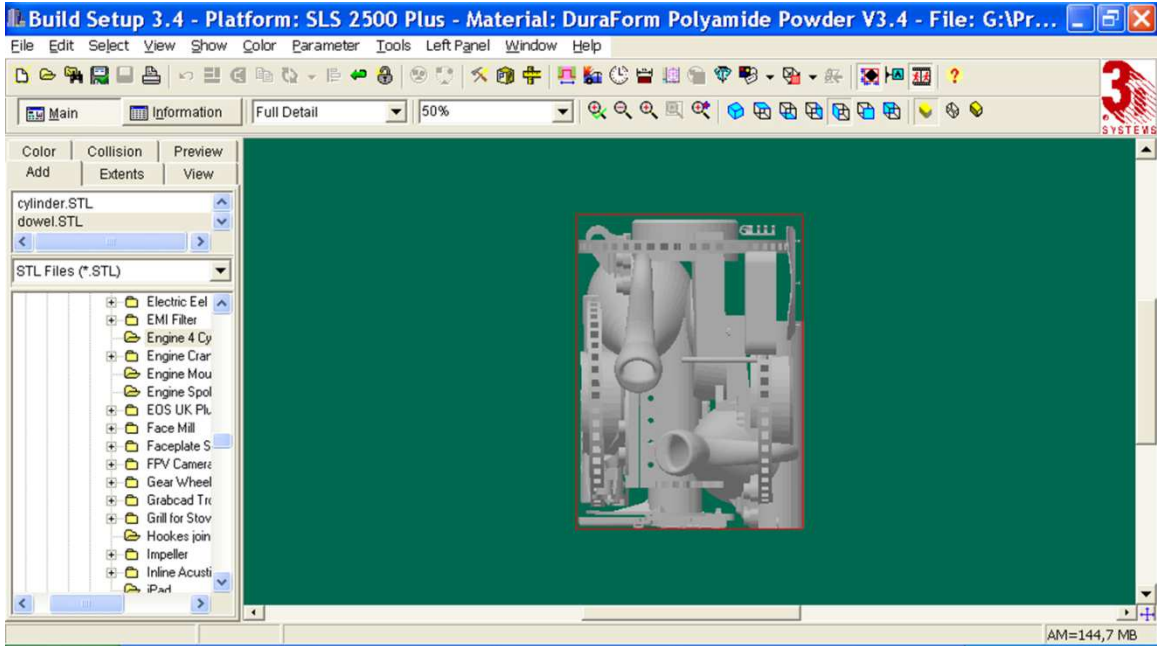 Build Setup 3.4 - Platform: SLS 2500 Plus - Material: DuraForm Polyamide Powder V3.4 - File: G:\Pr...
File Edit Select View Show Color Parameter Tools Left Panel Window Help
Main Information Full Detail 50%
3D SYSTEMS
Color Collision Preview
Add Extents View
cylinder.STL
dowel.STL
STL Files (*.STL)
Electric Eel
EMI Filter
Engine 4 Cy
Engine Cran
Engine Mou
Engine Spol
EOS UK Plu
Face Mill
Faceplate S
FPV Camera
Gear Wheel
Grabcad Tro
Grill for Stov
Hookes join
Impeller
Inline Acousti
iPad
AM=144,7 MB